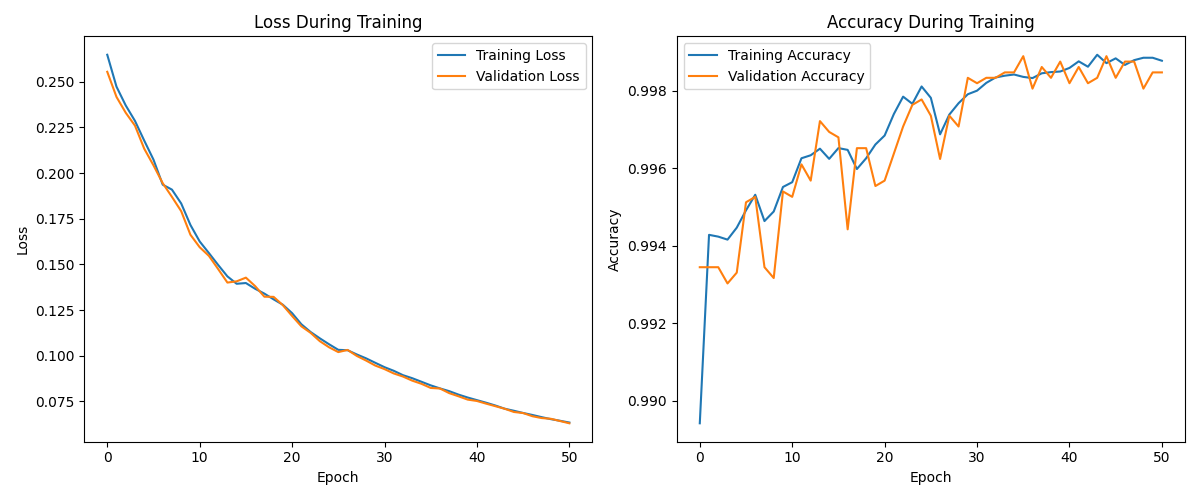 Loss During Training
Training Loss
Validation Loss
0.250
0.225
0.200
0.175
0.150
0.125
0.100
0.075
Loss
0 10 20 30 40 50
Epoch
Accuracy During Training
Training Accuracy
Validation Accuracy
0.998
0.996
0.994
0.992
0.990
Accuracy
0 10 20 30 40 50
Epoch